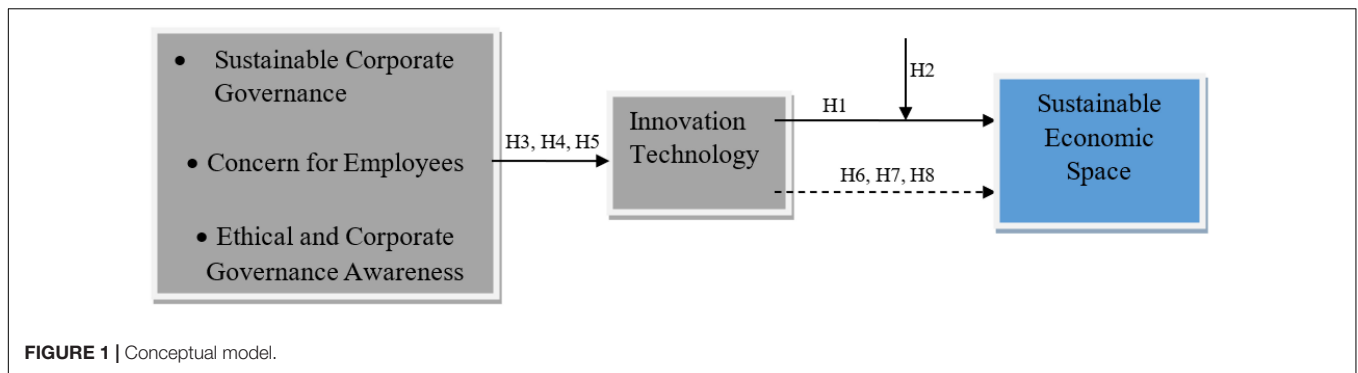 • Sustainable Corporate
Governance
• Concern for Employees
• Ethical and Corporate
Governance Awareness
H3, H4, H5
Innovation
Technology
H1
H2
H6, H7, H8
Sustainable
Economic
Space
FIGURE 1 | Conceptual model.